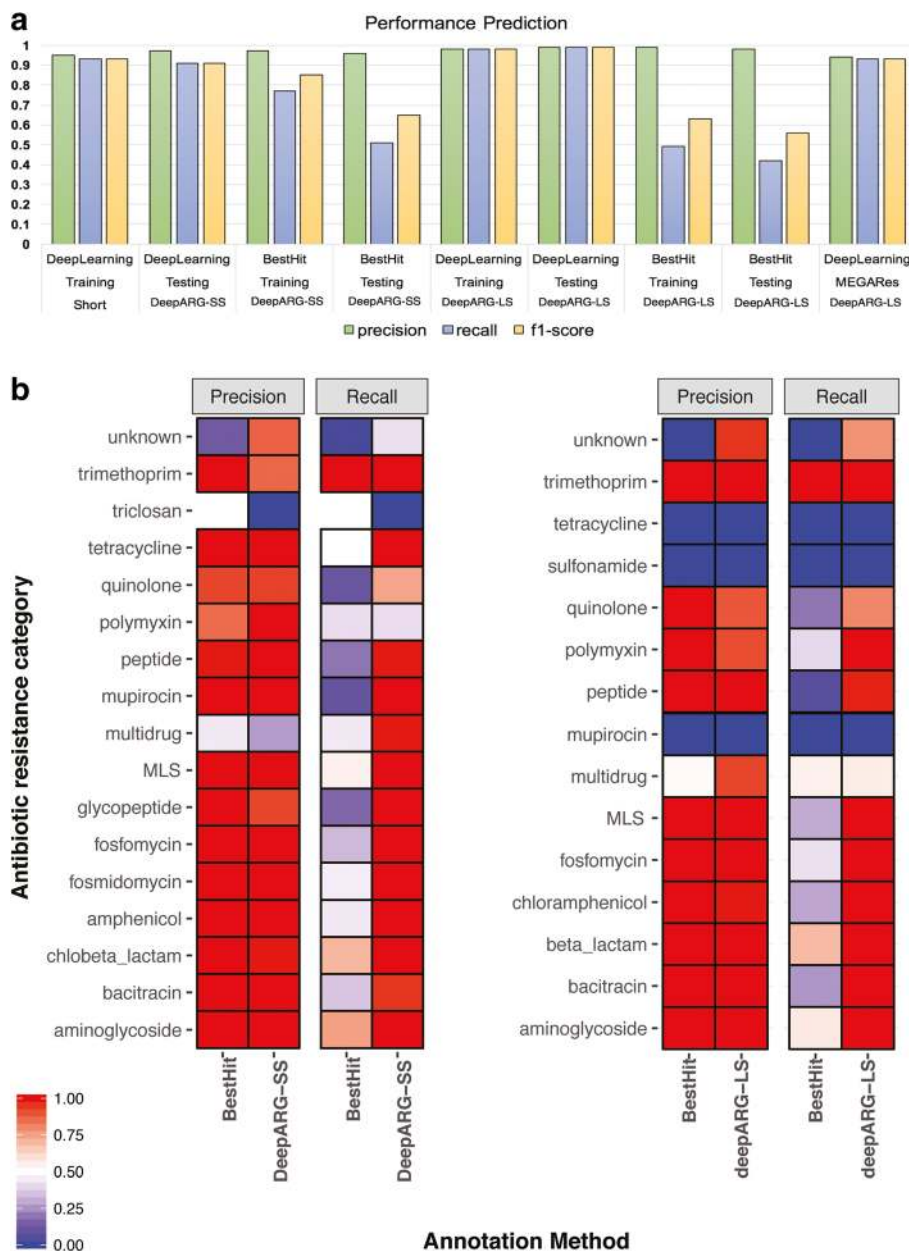 a
Performance Prediction
1
0.9
0.8
0.7
0.6
0.5
0.4
0.3
0.2
0.1
0
DeepLearning DeepLearning BestHit BestHit DeepLearning DeepLearning BestHit BestHit DeepLearning
Training Testing Training Testing Training Testing Training Testing MEGARes
Short DeepARG-SS DeepARG-SS DeepARG-SS DeepARG-LS DeepARG-LS DeepARG-LS DeepARG-LS DeepARG-LS
precision recall f1-score
b
Antibiotic resistance category
Precision Recall
unknown
trimethoprim
triclosan
tetracycline
quinolone
polymyxin
peptide
mupirocin
multidrug
MLS
glycopeptide
fosfomycin
fosmidomycin
amphenicol
chlobeta_lactam
bacitracin
aminoglycoside
BestHit
DeepARG-SS
BestHit
DeepARG-SS
Precision Recall
unknown
trimethoprim
tetracycline
sulfonamide
quinolone
polymyxin
peptide
mupirocin
multidrug
MLS
fosfomycin
chloramphenicol
beta_lactam
bacitracin
aminoglycoside
BestHit
deepARG-LS
BestHit
deepARG-LS
1.00
0.75
0.50
0.25
0.00
Annotation Method